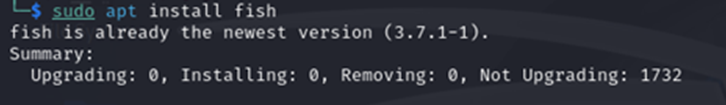 └─$ sudo apt install fish
fish is already the newest version (3.7.1-1).
Summary:
  Upgrading: 0, Installing: 0, Removing: 0, Not Upgrading: 1732